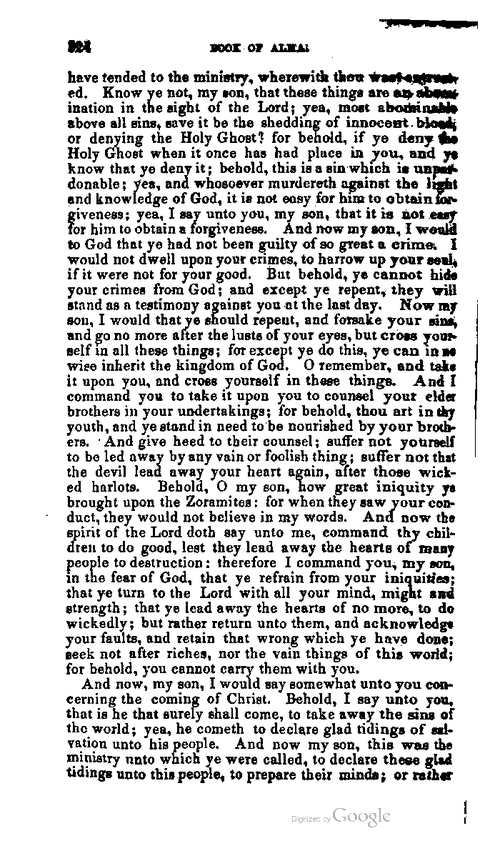 324 BOOK OF ALMA.
have tended to the ministry, wherewith thou wast entrust-
ed. Know ye not, my son, that these things are an abom-
ination in the sight of the Lord; yea, most abominable
above all sins, save it be the shedding of innocent blood;
or denying the Holy Ghost? for behold, if ye deny the
Holy Ghost when it once has had place in you, and ye
know that ye deny it; behold, this is a sin which is unpar-
donable; yea, and whosoever murdereth against the light
and knowledge of God, it is not easy for him to obtain for-
giveness; yea, I say unto you, my son, that it is not easy
for him to obtain a forgiveness. And now my son, I would
to God that ye had not been guilty of so great a crime. I
would not dwell upon your crimes, to harrow up your soul,
if it were not for your good. But behold, ye cannot hide
your crimes from God; and except ye repent, they will
stand as a testimony against you at the last day. Now my
son, I would that ye should repent, and forsake your sins,
and go no more after the lusts of your eyes, but cross your-
self in all these things; for except ye do this, ye can in no
wise inherit the kingdom of God. O remember, and take
it upon you, and cross yourself in these things. And I
command you to take it upon you to counsel your elder
brothers in your undertakings; for behold, thou art in thy
youth, and ye stand in need to be nourished by your broth-
ers. And give heed to their counsel; suffer not yourself
to be led away by any vain or foolish thing; suffer not that
the devil lead away your heart again, after those wick-
ed harlots. Behold, O my son, how great iniquity ye
brought upon the Zoramites: for when they saw your con-
duct, they would not believe in my words. And now the
spirit of the Lord doth say unto me, command thy chil-
dren to do good, lest they lead away the hearts of many
people to destruction: therefore I command you, my son,
in the fear of God, that ye refrain from your iniquities;
that ye turn to the Lord with all your mind, might and
strength; that ye lead away the hearts of no more, to do
wickedly; but rather return unto them, and acknowledge
your faults, and retain that wrong which ye have done;
seek not after riches, nor the vain things of this world;
for behold, you cannot carry them with you.
And now, my son, I would say somewhat unto you con-
cerning the coming of Christ. Behold, I say unto you,
that is he that surely shall come, to take away the sins of
the world; yea, he cometh to declare glad tidings of sal-
vation unto his people. And now my son, this was the
ministry unto which ye were called, to declare these glad
tidings unto this people, to prepare their minds; or rather
Digitized by Google